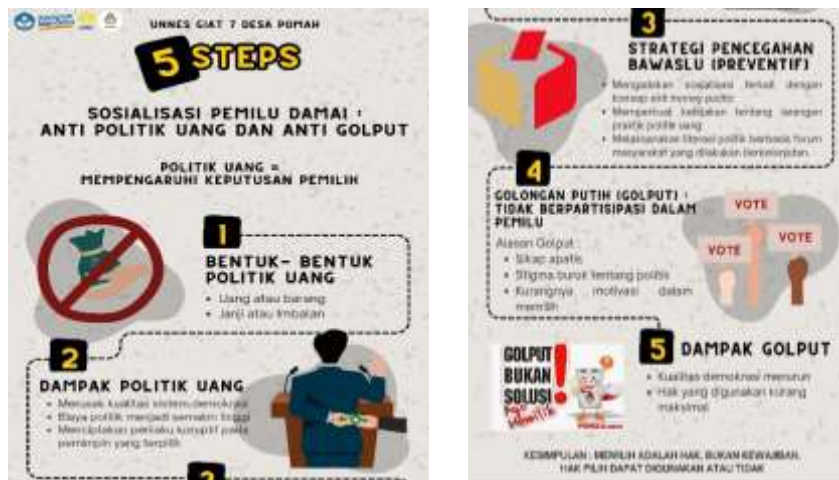 UNNES GIAT 7 DESA POMAH
5 STEPS
SOSIALISASI PEMILU DAMAI :
ANTI POLITIK UANG DAN ANTI GOLPUT
POLITIK UANG =
MEMPENGARUHI KEPUTUSAN PEMILIH
1
BENTUK- BENTUK
POLITIK UANG
Uang atau barang
Janji atau Imbalan
2
DAMPAK POLITIK UANG
Merusak kualitas sistem demokrasi
Biaya politik menjadi semakin tinggi
Menciptakan perilaku koruptif pada
pemimpin yang terpilih
3
3
STRATEGI PENCEGAHAN
BAWASLU (PREVENTIF)
Mengadakan sosialisasi terkait dengan
konsep anti money politic
Memperkuat kebijakan tentang larangan
praktik politik uang
Melaksanakan literasi politik berbasis forum
masyarakat yang dilakukan berkelanjutan.
4
GOLONGAN PUTIH (GOLPUT) :
TIDAK BERPARTISIPASI DALAM
PEMILU
Alasan Golput :
Sikap apatis
Stigma buruk tentang politis
Kurangnya motivasi dalam
memilih
VOTE
VOTE
VOTE
5 DAMPAK GOLPUT
Kualitas demokrasi menurun
Hak yang digunakan kurang
maksimal
GOLPUT
BUKAN
SOLUSI
KESIMPULAN : MEMILIH ADALAH HAK, BUKAN KEWAJIBAN.
HAK PILIH DAPAT DIGUNAKAN ATAU TIDAK